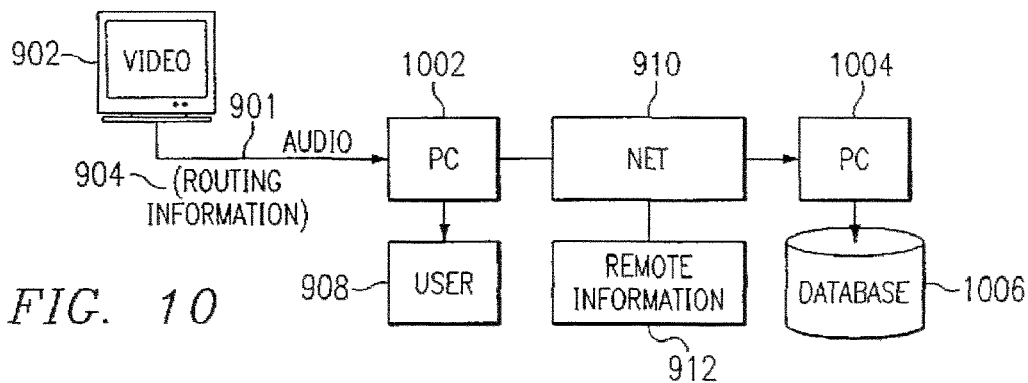 902
VIDEO
901
AUDIO
904
(ROUTING
INFORMATION)
1002
PC
910
NET
1004
PC
908
USER
REMOTE
INFORMATION
912
DATABASE
1006
FIG. 10